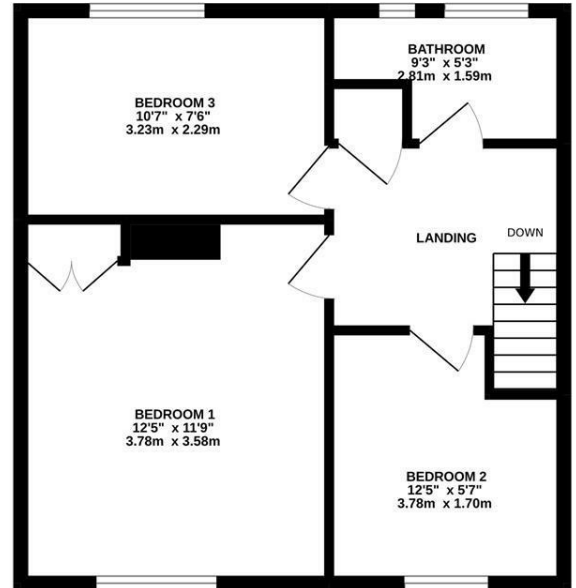 BATHROOM
9'3" x 5'3"
2.81m x 1.59m
BEDROOM 3
10'7" x 7'6"
3.23m x 2.29m
LANDING
DOWN
BEDROOM 1
12'5" x 11'9"
3.78m x 3.58m
BEDROOM 2
12'5" x 5'7"
3.78m x 1.70m